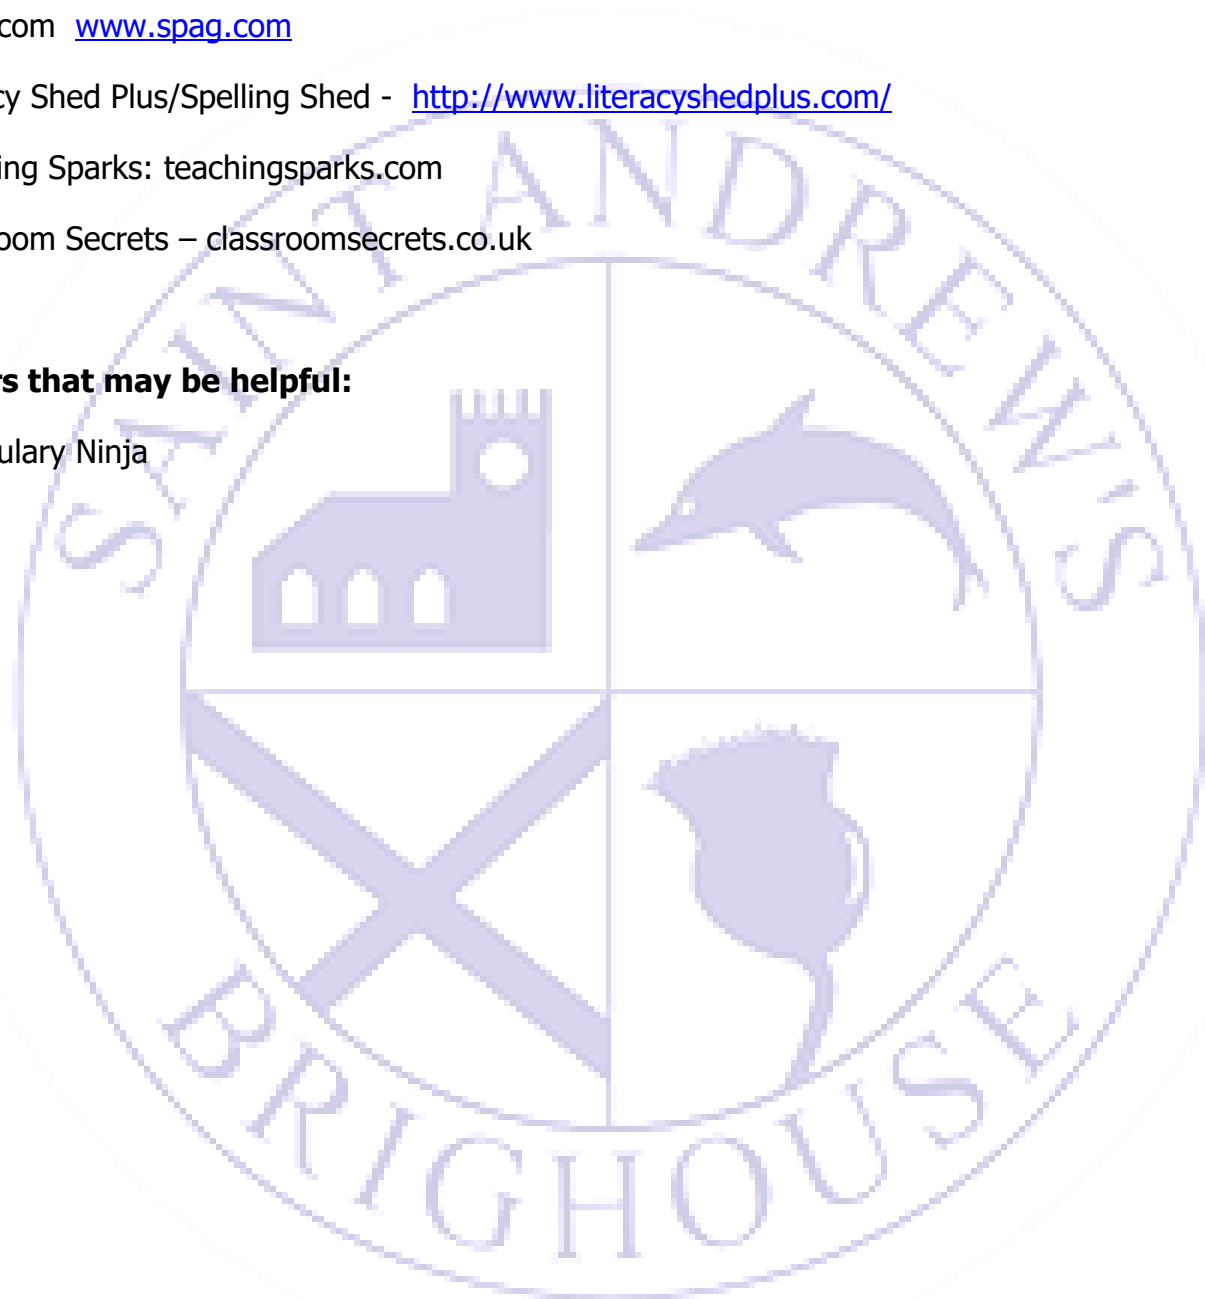 .com www.spag.com
cy Shed Plus/Spelling Shed - http://www.literacyshedplus.com/
ing Sparks: teachingsparks.com
oom Secrets – classroomsecrets.co.uk
rs that may be helpful:
ulary Ninja
SAINT ANDREW'S
BRIGHOUSE